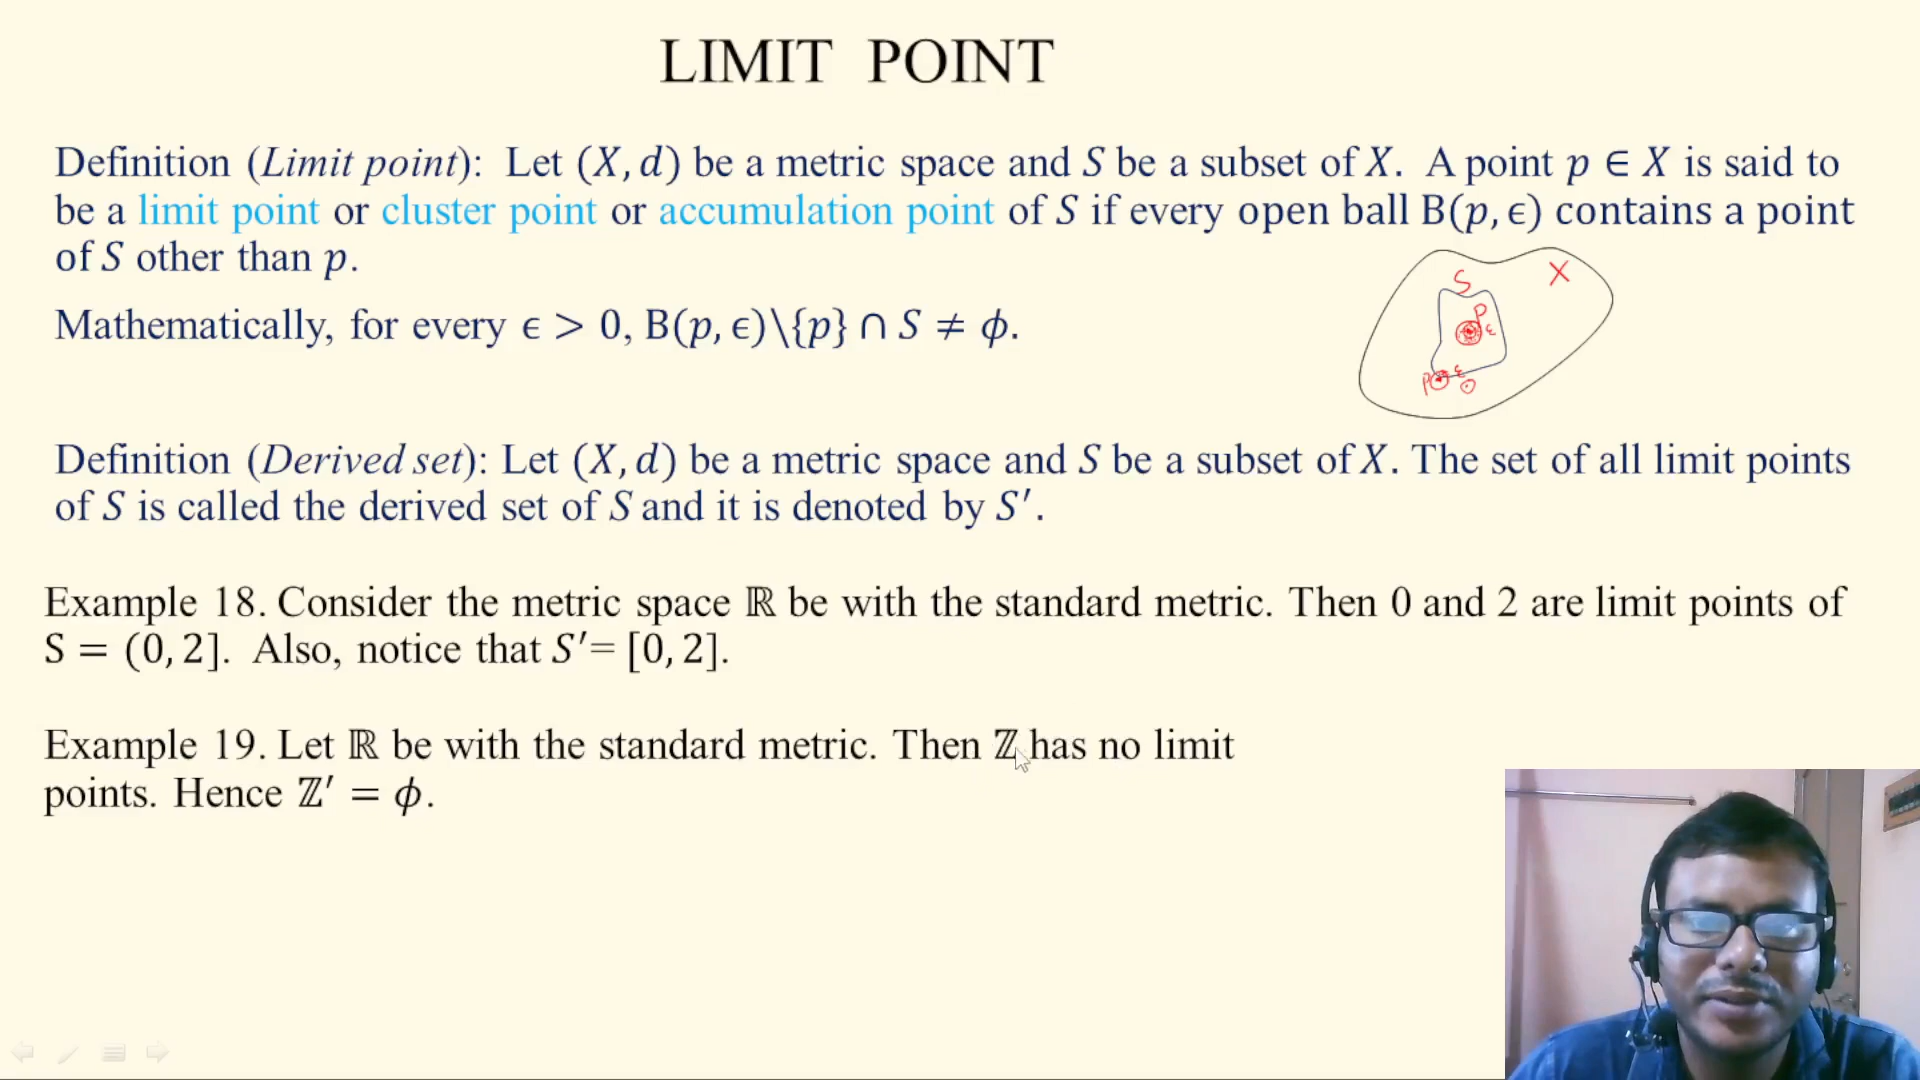 LIMIT POINT
Definition (Limit point): Let (X, d) be a metric space and S be a subset of X. A point p ∈ X is said to
be a limit point or cluster point or accumulation point of S if every open ball B(p, ϵ) contains a point
of S other than p.
S X
Mathematically, for every ϵ > 0, B(p, ϵ)\{p} ∩ S ≠ ϕ.
P ε
P ε
Definition (Derived set): Let (X, d) be a metric space and S be a subset of X. The set of all limit points
of S is called the derived set of S and it is denoted by S′.
Example 18. Consider the metric space ℝ be with the standard metric. Then 0 and 2 are limit points of
S = (0, 2]. Also, notice that S′= [0, 2].
Example 19. Let ℝ be with the standard metric. Then ℤ has no limit
points. Hence ℤ′ = ϕ.